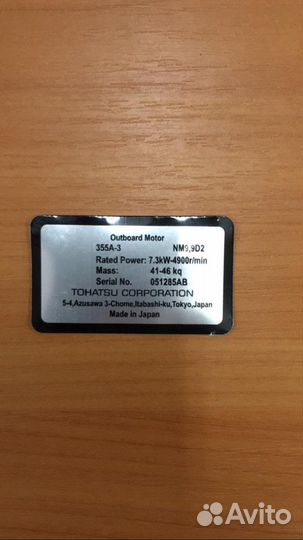 Outboard Motor
355A-3 NM9,9D2
Rated Power: 7.3kW-4900r/min
Mass: 41-46 kq
Serial No. 051285AB
TOHATSU CORPORATION
5-4,Azusawa 3-Chome,Itabashi-ku,Tokyo,Japan
Made in Japan
Avito